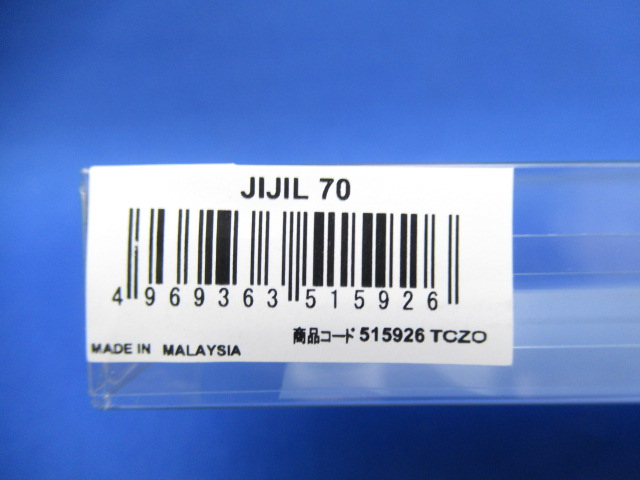 JIJIL 70
4 969363 515926
商品コード 515926 TCZO
MADE IN MALAYSIA